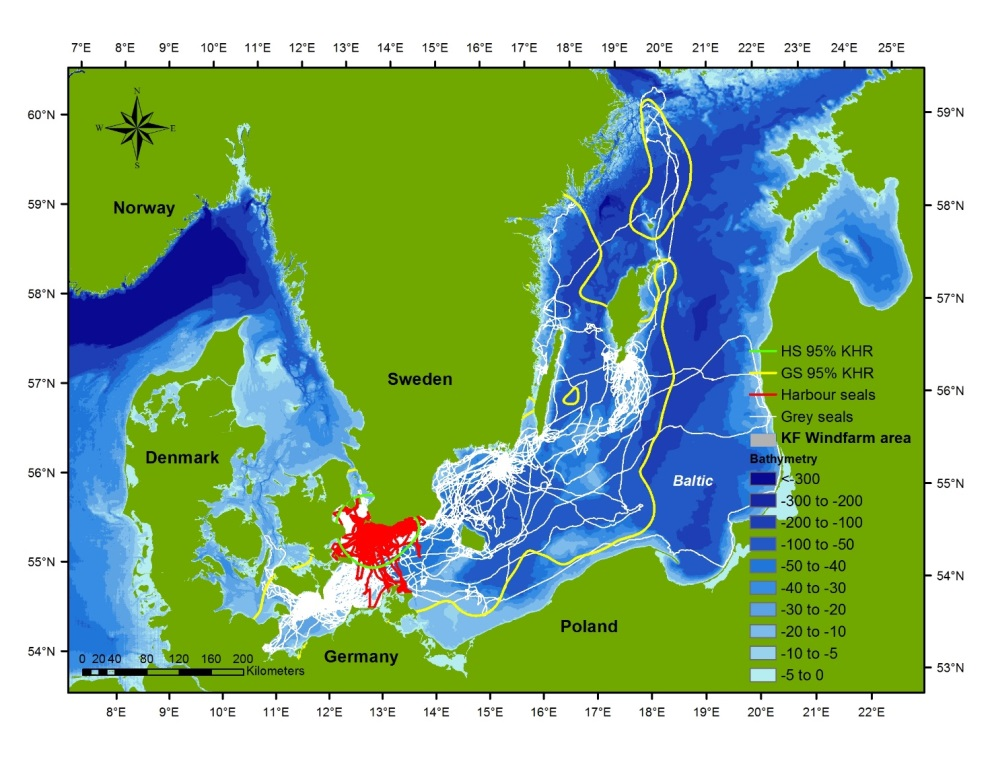 7°E 8°E 9°E 10°E 11°E 12°E 13°E 14°E 15°E 16°E 17°E 18°E 19°E 20°E 21°E 22°E 23°E 24°E 25°E
N
W E
S
60°N 59°N
Norway
59°N 58°N
58°N 57°N
HS 95% KHR
GS 95% KHR
57°N Sweden 56°N
Harbour seals
Grey seals
KF Windfarm area
Denmark
Bathymetry
56°N 55°N
Baltic
<-300
-300 to -200
-200 to -100
-100 to -50
55°N 54°N
-50 to -40
-40 to -30
-30 to -20
Poland
-20 to -10
54°N 53°N
Germany
-10 to -5
0 20 40 80 120 160 200
Kilometers
-5 to 0
8°E 9°E 10°E 11°E 12°E 13°E 14°E 15°E 16°E 17°E 18°E 19°E 20°E 21°E 22°E